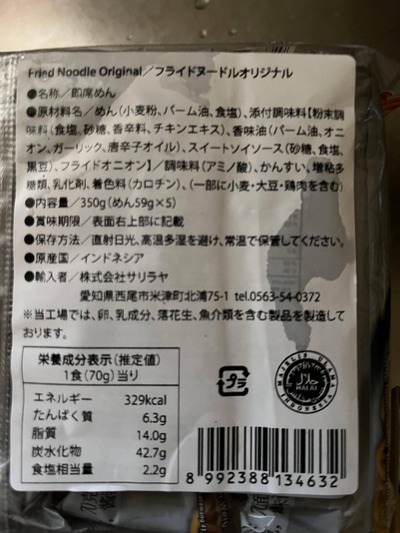 Fried Noodle Original／フライドヌードルオリジナル
●名称／即席めん
●原材料名／めん(小麦粉、パーム油、食塩)、添付調味料【粉末調
味料(食塩、砂糖、香辛料、チキンエキス)、香味油(パーム油、オニ
オン、ガーリック、唐辛子オイル)、スイートソイソース(砂糖、食塩、
黒豆)、フライドオニオン】／調味料(アミノ酸)、かんすい、増粘多
糖類、乳化剤、着色料(カロチン)、(一部に小麦・大豆・鶏肉を含む)
●内容量／350g(めん59g×5)
●賞味期限／表面右上部に記載
●保存方法／直射日光、高温多湿を避け、常温で保管してください。
●原産国／インドネシア
●輸入者／株式会社サリラヤ
愛知県西尾市米津町北浦75-1 tel.0563-54-0372
※当工場では、卵、乳成分、落花生、魚介類を含む製品を製造して
おります。
栄養成分表示(推定値)
1食(70g)当り
エネルギー 329kcal
たんぱく質 6.3g
脂質 14.0g
炭水化物 42.7g
食塩相当量 2.2g
プラ
MAJELIS ULAMA
حلال
HALAL
INDONESIA
8 992388 134632